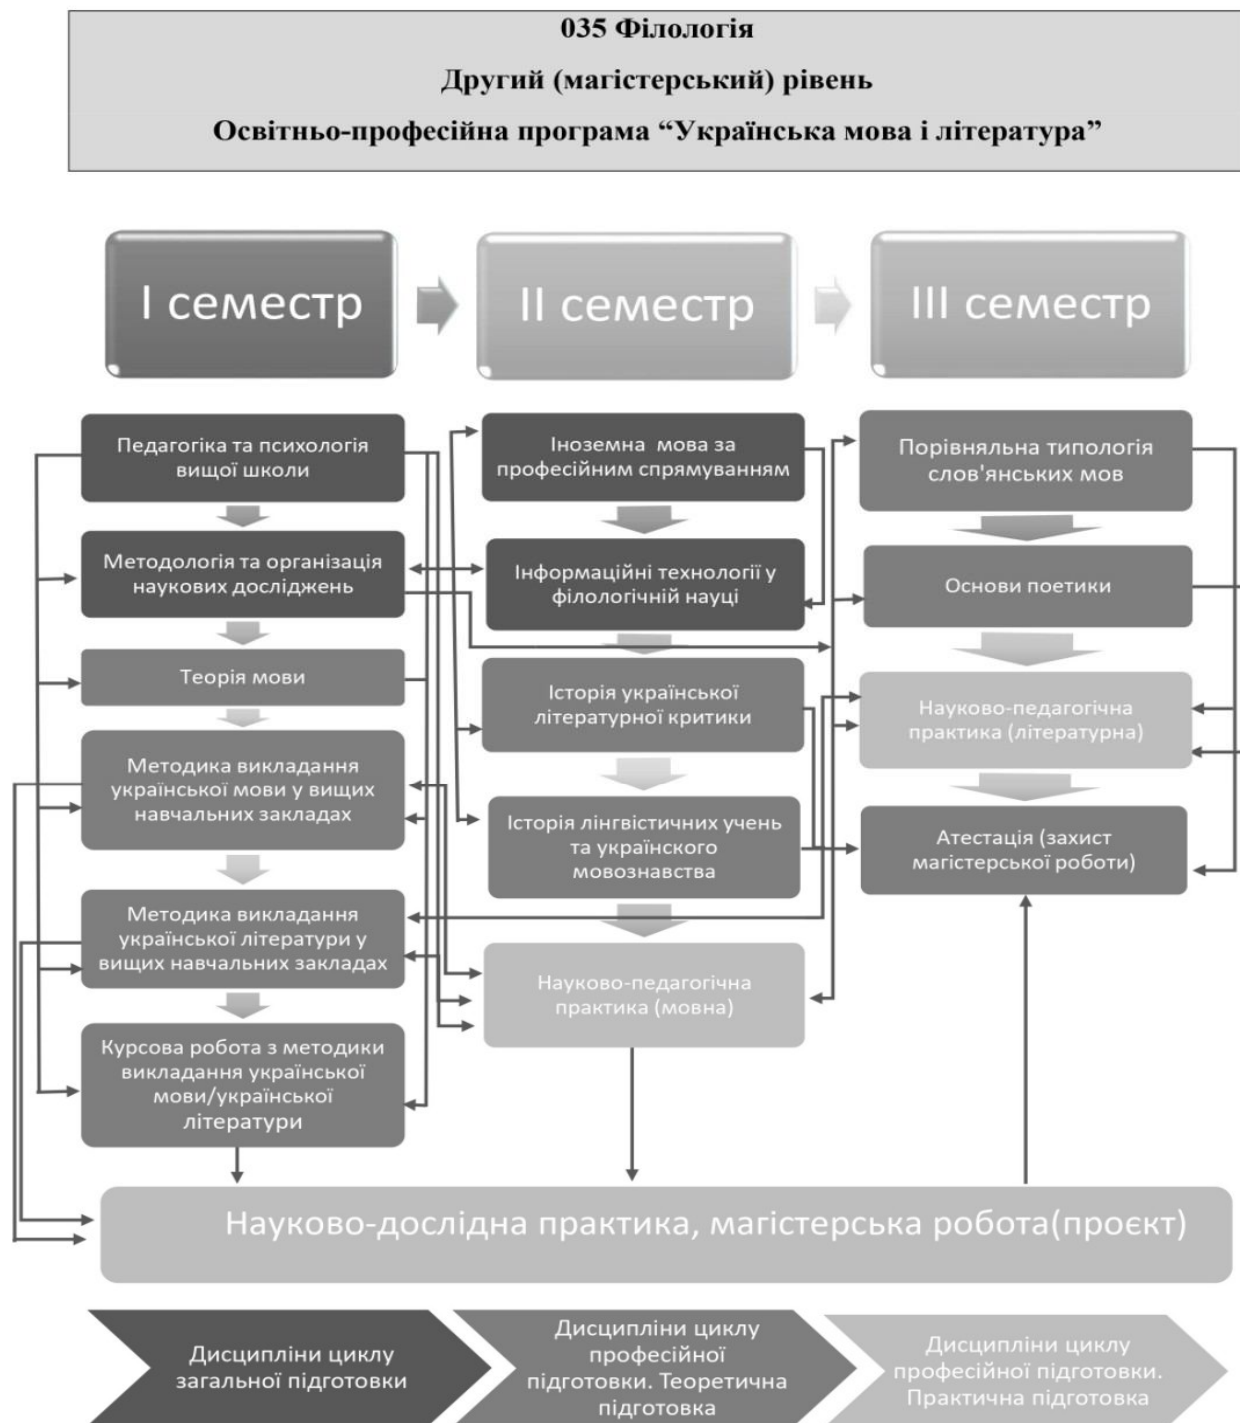 035 Філологія
Другий (магістерський) рівень
Освітньо-професійна програма “Українська мова і література”
І семестр
ІІ семестр
ІІІ семестр
Педагогіка та психологія
вищої школи
Методологія та організація
наукових досліджень
Теорія мови
Методика викладання
української мови у вищих
навчальних закладах
Методика викладання
української літератури у
вищих навчальних закладах
Курсова робота з методики
викладання української
мови/української
літератури
Іноземна мова за
професійним спрямуванням
Інформаційні технології у
філологічній науці
Історія української
літературної критики
Історія лінгвістичних учень
та українского
мовознавства
Науково-педагогічна
практика (мовна)
Порівняльна типологія
слов'янських мов
Основи поетики
Науково-педагогічна
практика (літературна)
Атестація (захист
магістерської роботи)
Науково-дослідна практика, магістерська робота(проєкт)
Дисципліни циклу
загальної підготовки
Дисципліни циклу
професійної
підготовки. Теоретична
підготовка
Дисципліни циклу
професійної підготовки.
Практична підготовка